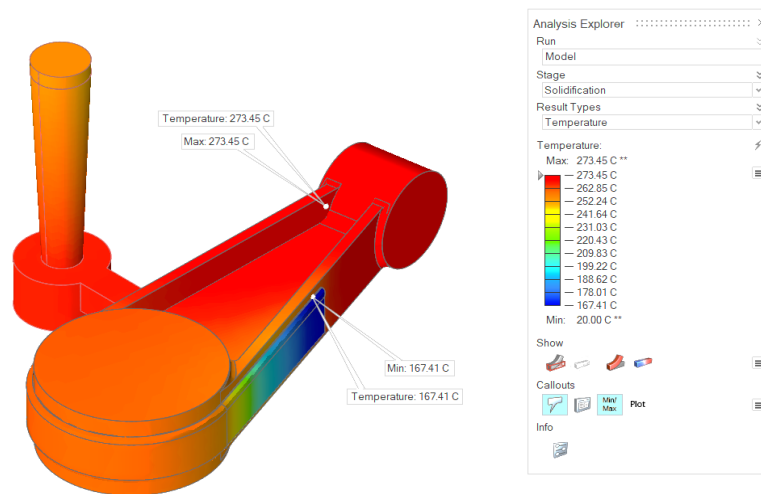 Temperature: 273.45 C
Max: 273.45 C
Min: 167.41 C
Temperature: 167.41 C
Analysis Explorer
Run
Model
Stage
Solidification
Result Types
Temperature
Temperature:
Max: 273.45 C **
273.45 C
262.85 C
252.24 C
241.64 C
231.03 C
220.43 C
209.83 C
199.22 C
188.62 C
178.01 C
167.41 C
Min: 20.00 C **
Show
Callouts
Min/
Max
Plot
Info